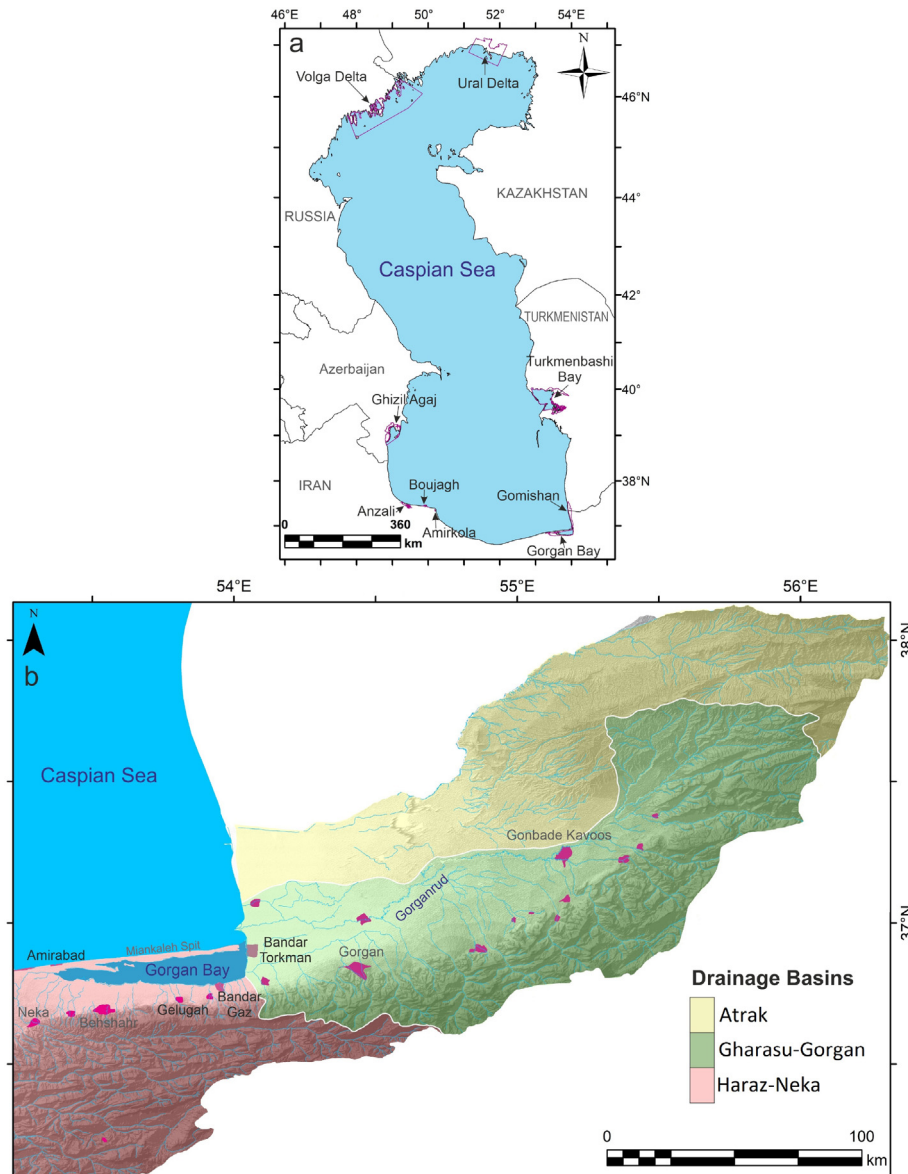 46° 48° 50° 52° 54°E
a
N
Volga Delta
Ural Delta
46°N
KAZAKHSTAN
44°
RUSSIA
Caspian Sea
42°
TURKMENISTAN
Turkmenbashi
Bay
Azerbaijan
40°
Ghizil Agaj
IRAN
Boujagh
Gomishan
38°
Anzali
Amirkola
0 360
km
Gorgan Bay
54°E 55°E 56°E
N
38°N
b
Caspian Sea
Gonbade Kavoos
Gorganrud
37°N
Miankaleh Spit
Amirabad
Bandar
Torkman
Gorgan Bay
Gorgan
Bandar
Gaz
Gelugah
Neka
Behshahr
Drainage Basins
Atrak
Gharasu-Gorgan
Haraz-Neka
0 100
km